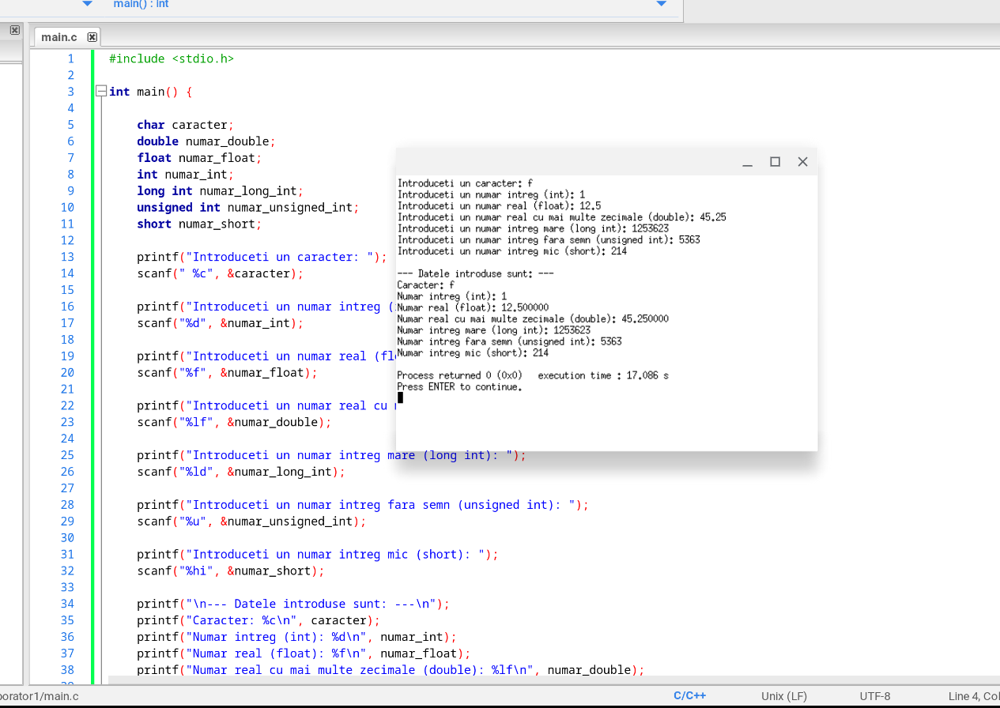 main() : int
main.c
1 #include <stdio.h>
2
3 int main() {
4
5 char caracter;
6 double numar_double;
7 float numar_float;
8 int numar_int;
9 long int numar_long_int;
10 unsigned int numar_unsigned_int;
11 short numar_short;
12
13 printf("Introduceti un caracter: ");
14 scanf(" %c", &caracter);
15
16 printf("Introduceti un numar intreg (
17 scanf("%d", &numar_int);
18
19 printf("Introduceti un numar real (fl
20 scanf("%f", &numar_float);
21
22 printf("Introduceti un numar real cu
23 scanf("%lf", &numar_double);
24
25 printf("Introduceti un numar intreg mare (long int): ");
26 scanf("%ld", &numar_long_int);
27
28 printf("Introduceti un numar intreg fara semn (unsigned int): ");
29 scanf("%u", &numar_unsigned_int);
30
31 printf("Introduceti un numar intreg mic (short): ");
32 scanf("%hi", &numar_short);
33
34 printf("\n--- Datele introduse sunt: ---\n");
35 printf("Caracter: %c\n", caracter);
36 printf("Numar intreg (int): %d\n", numar_int);
37 printf("Numar real (float): %f\n", numar_float);
38 printf("Numar real cu mai multe zecimale (double): %lf\n", numar_double);
Introduceti un caracter: f
Introduceti un numar intreg (int): 1
Introduceti un numar real (float): 12.5
Introduceti un numar real cu mai multe zecimale (double): 45.25
Introduceti un numar intreg mare (long int): 1253623
Introduceti un numar intreg fara semn (unsigned int): 5363
Introduceti un numar intreg mic (short): 214
--- Datele introduse sunt: ---
Caracter: f
Numar intreg (int): 1
Numar real (float): 12.500000
Numar real cu mai multe zecimale (double): 45.250000
Numar intreg mare (long int): 1253623
Numar intreg fara semn (unsigned int): 5363
Numar intreg mic (short): 214
Process returned 0 (0x0) execution time : 17.086 s
Press ENTER to continue.
orator1/main.c C/C++ Unix (LF) UTF-8 Line 4, Col